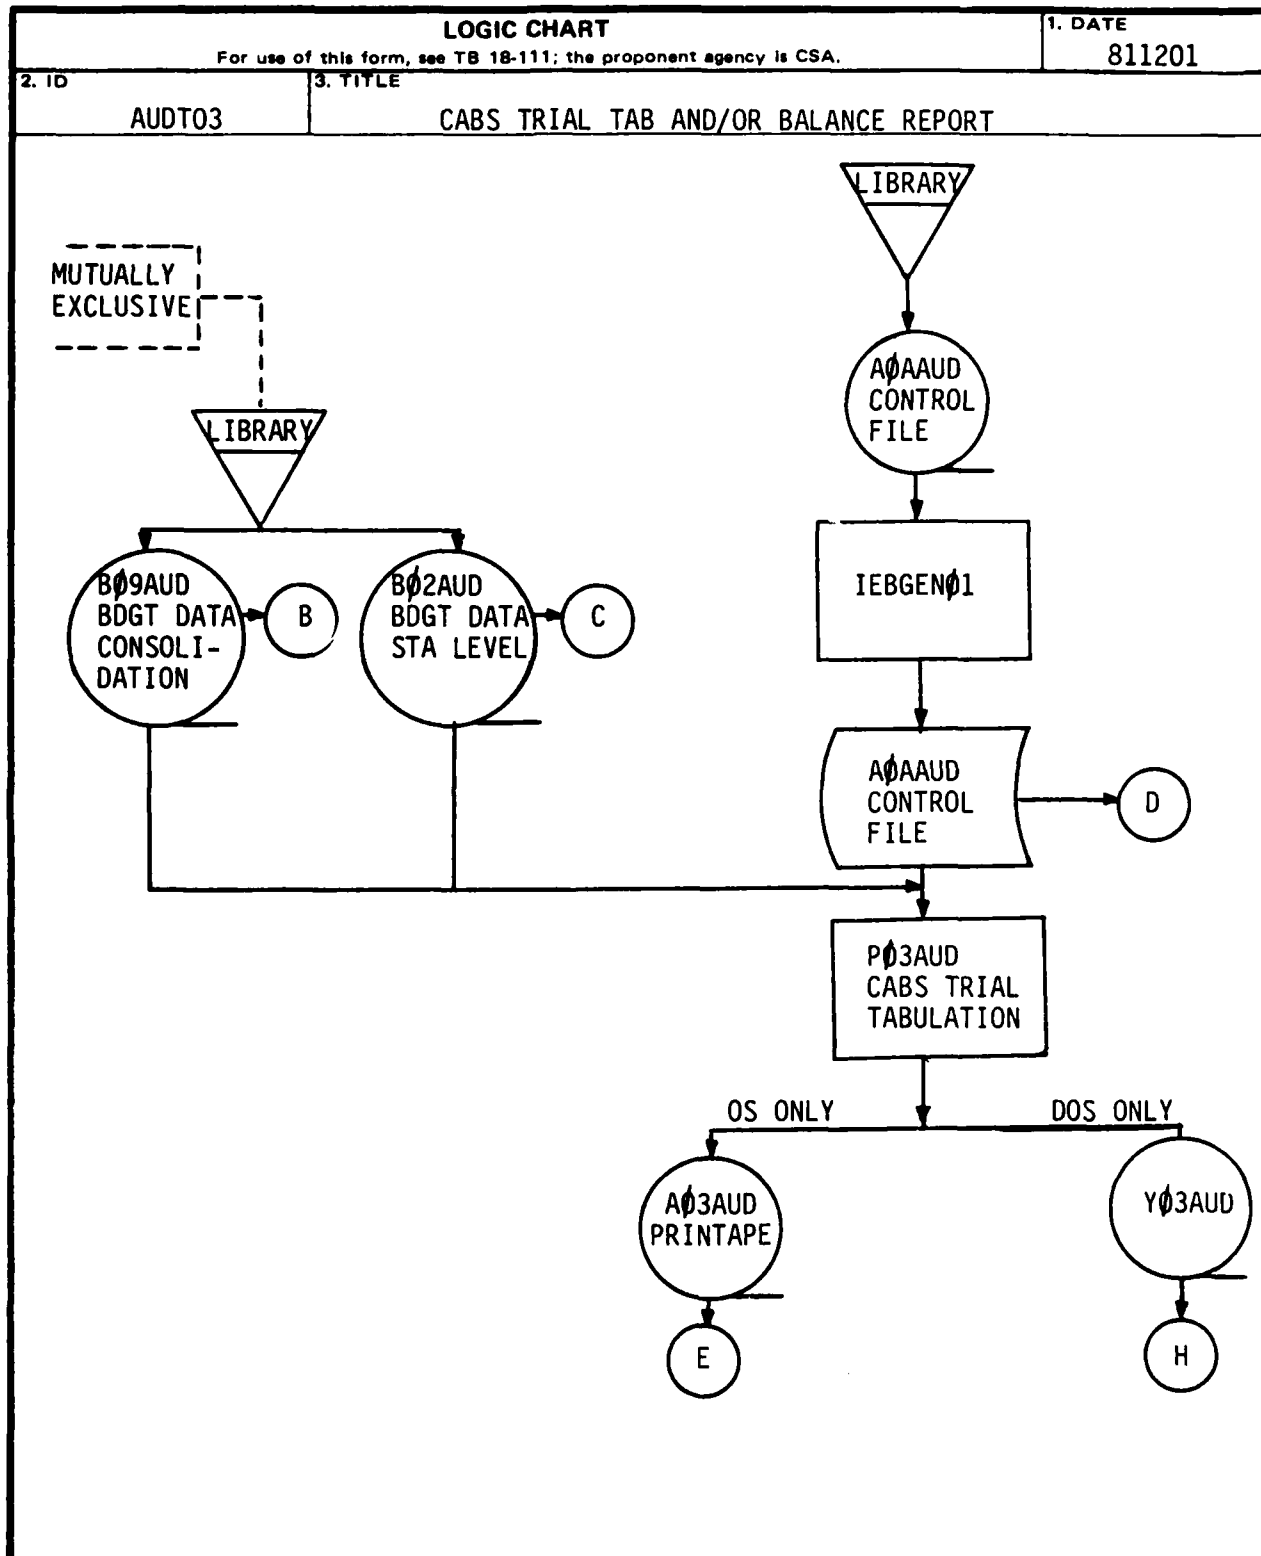 LOGIC CHART
For use of this form, see TB 18-111; the proponent agency is CSA.
1. DATE
811201
2. ID
AUDT03
3. TITLE
CABS TRIAL TAB AND/OR BALANCE REPORT
LIBRARY
MUTUALLY
EXCLUSIVE
AØAAUD
CONTROL
FILE
LIBRARY
IEBGENØ1
BØ9AUD
BDGT DATA
CONSOLI-
DATION
B
BØ2AUD
BDGT DATA
STA LEVEL
C
AØAAUD
CONTROL
FILE
D
PØ3AUD
CABS TRIAL
TABULATION
OS ONLY
DOS ONLY
AØ3AUD
PRINTAPE
YØ3AUD
E
H